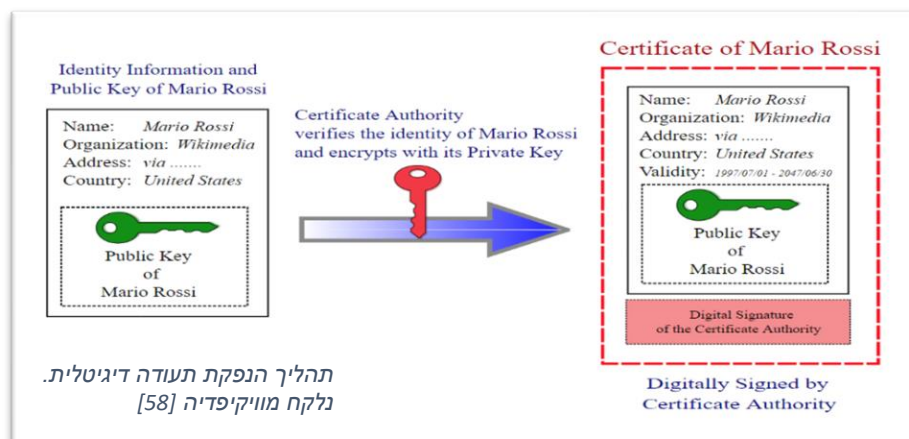 Identity Information and
Public Key of Mario Rossi
Name: Mario Rossi
Organization: Wikimedia
Address: via .......
Country: United States
Public Key
of
Mario Rossi
Certificate Authority
verifies the identity of Mario Rossi
and encrypts with its Private Key
Certificate of Mario Rossi
Name: Mario Rossi
Organization: Wikimedia
Address: via ......
Country: United States
Validity: 1997/07/01 - 2047/06/30
Public Key
of
Mario Rossi
Digital Signature
of the Certificate Authority
Digitally Signed by
Certificate Authority
תהליך הנפקת תעודה דיגיטלית.
נלקח מוויקיפדיה [58]